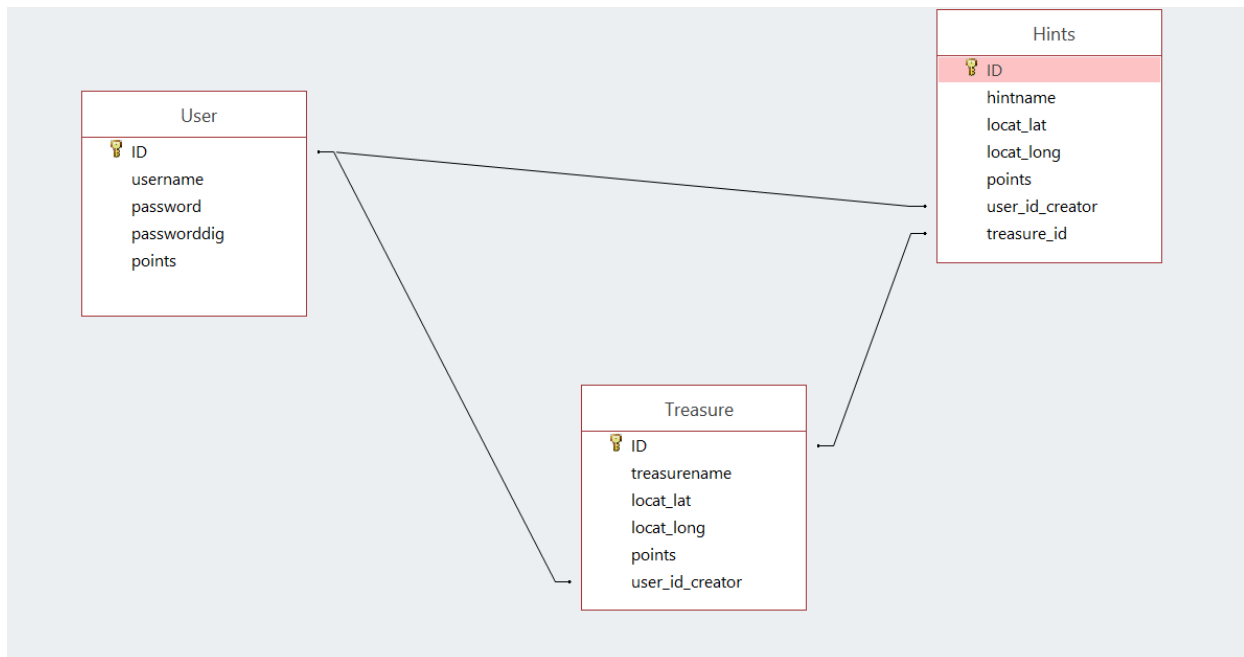 User
ID
username
password
passworddig
points
Hints
ID
hintname
locat_lat
locat_long
points
user_id_creator
treasure_id
Treasure
ID
treasurename
locat_lat
locat_long
points
user_id_creator